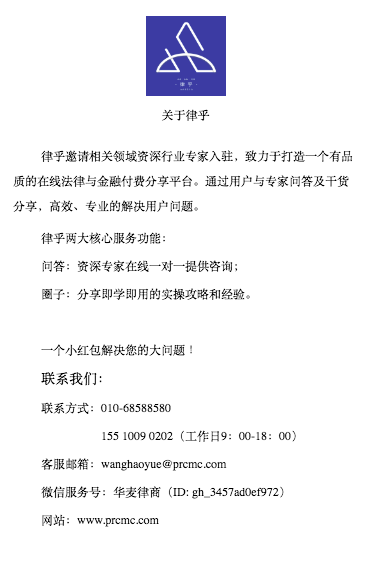 律乎
关于律乎
律乎邀请相关领域资深行业专家入驻，致力于打造一个有品
质的在线法律与金融付费分享平台。通过用户与专家问答及干货
分享，高效、专业的解决用户问题。
律乎两大核心服务功能：
问答：资深专家在线一对一提供咨询；
圈子：分享即学即用的实操攻略和经验。
一个小红包解决您的大问题！
联系我们：
联系方式：010-68588580
155 1009 0202（工作日9：00-18：00）
客服邮箱：wanghaoyue@prcmc.com
微信服务号：华麦律商（ID: gh_3457ad0ef972）
网站：www.prcmc.com